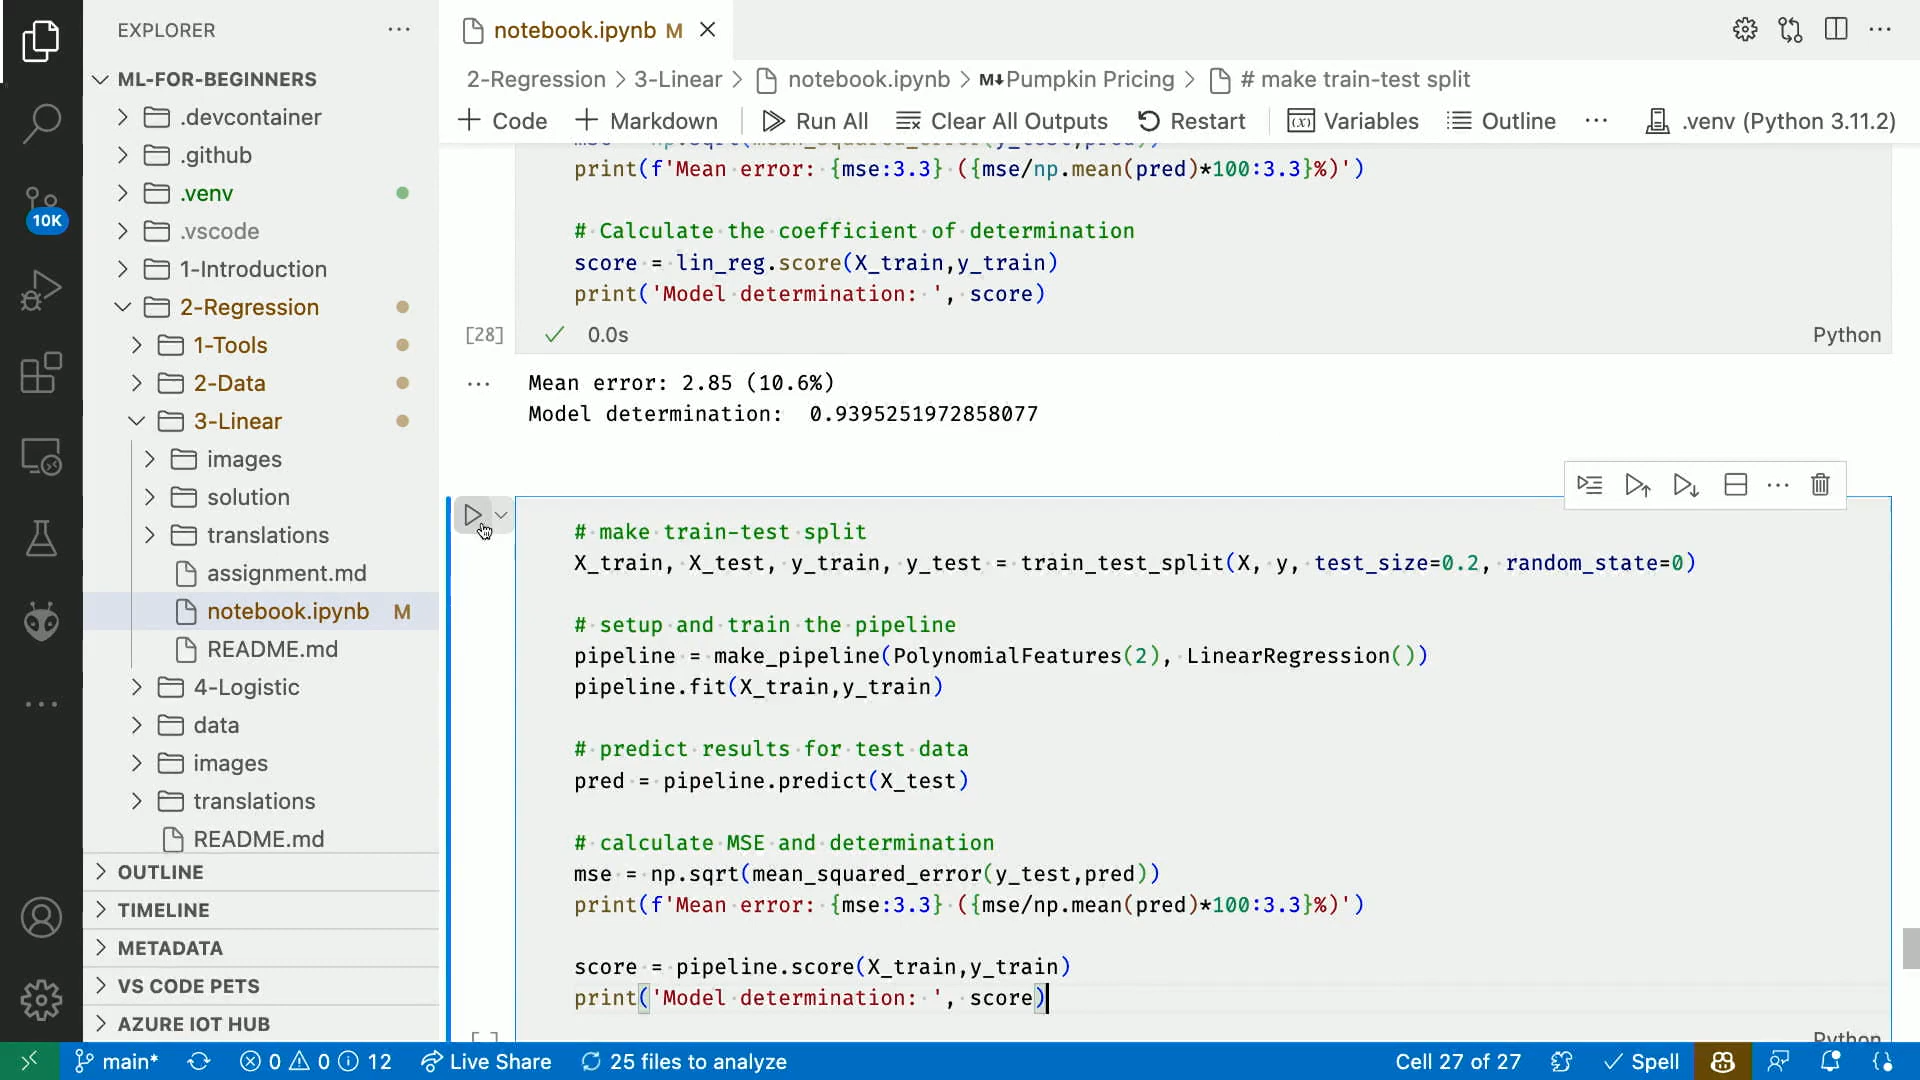 EXPLORER
ML-FOR-BEGINNERS
.devcontainer
.github
.venv
.vscode
1-Introduction
2-Regression
1-Tools
2-Data
3-Linear
images
solution
translations
assignment.md
notebook.ipynb M
README.md
4-Logistic
data
images
translations
README.md
OUTLINE
TIMELINE
METADATA
VS CODE PETS
AZURE IOT HUB
10K
notebook.ipynb M
2-Regression > 3-Linear > notebook.ipynb > M↓Pumpkin Pricing > # make train-test split
+ Code + Markdown Run All Clear All Outputs Restart Variables Outline ... .venv (Python 3.11.2)
mse = np.sqrt(mean_squared_error(y_test,pred))
print(f'Mean error: {mse:3.3} ({mse/np.mean(pred)*100:3.3}%)')
# Calculate the coefficient of determination
score = lin_reg.score(X_train,y_train)
print('Model determination: ', score)
[28] 0.0s Python
Mean error: 2.85 (10.6%)
Model determination:  0.9395251972858077
# make train-test split
X_train, X_test, y_train, y_test = train_test_split(X, y, test_size=0.2, random_state=0)
# setup and train the pipeline
pipeline = make_pipeline(PolynomialFeatures(2), LinearRegression())
pipeline.fit(X_train,y_train)
# predict results for test data
pred = pipeline.predict(X_test)
# calculate MSE and determination
mse = np.sqrt(mean_squared_error(y_test,pred))
print(f'Mean error: {mse:3.3} ({mse/np.mean(pred)*100:3.3}%)')
score = pipeline.score(X_train,y_train)
print('Model determination: ', score)
[ ] Python
main* 0 0 12 Live Share 25 files to analyze Cell 27 of 27 Spell